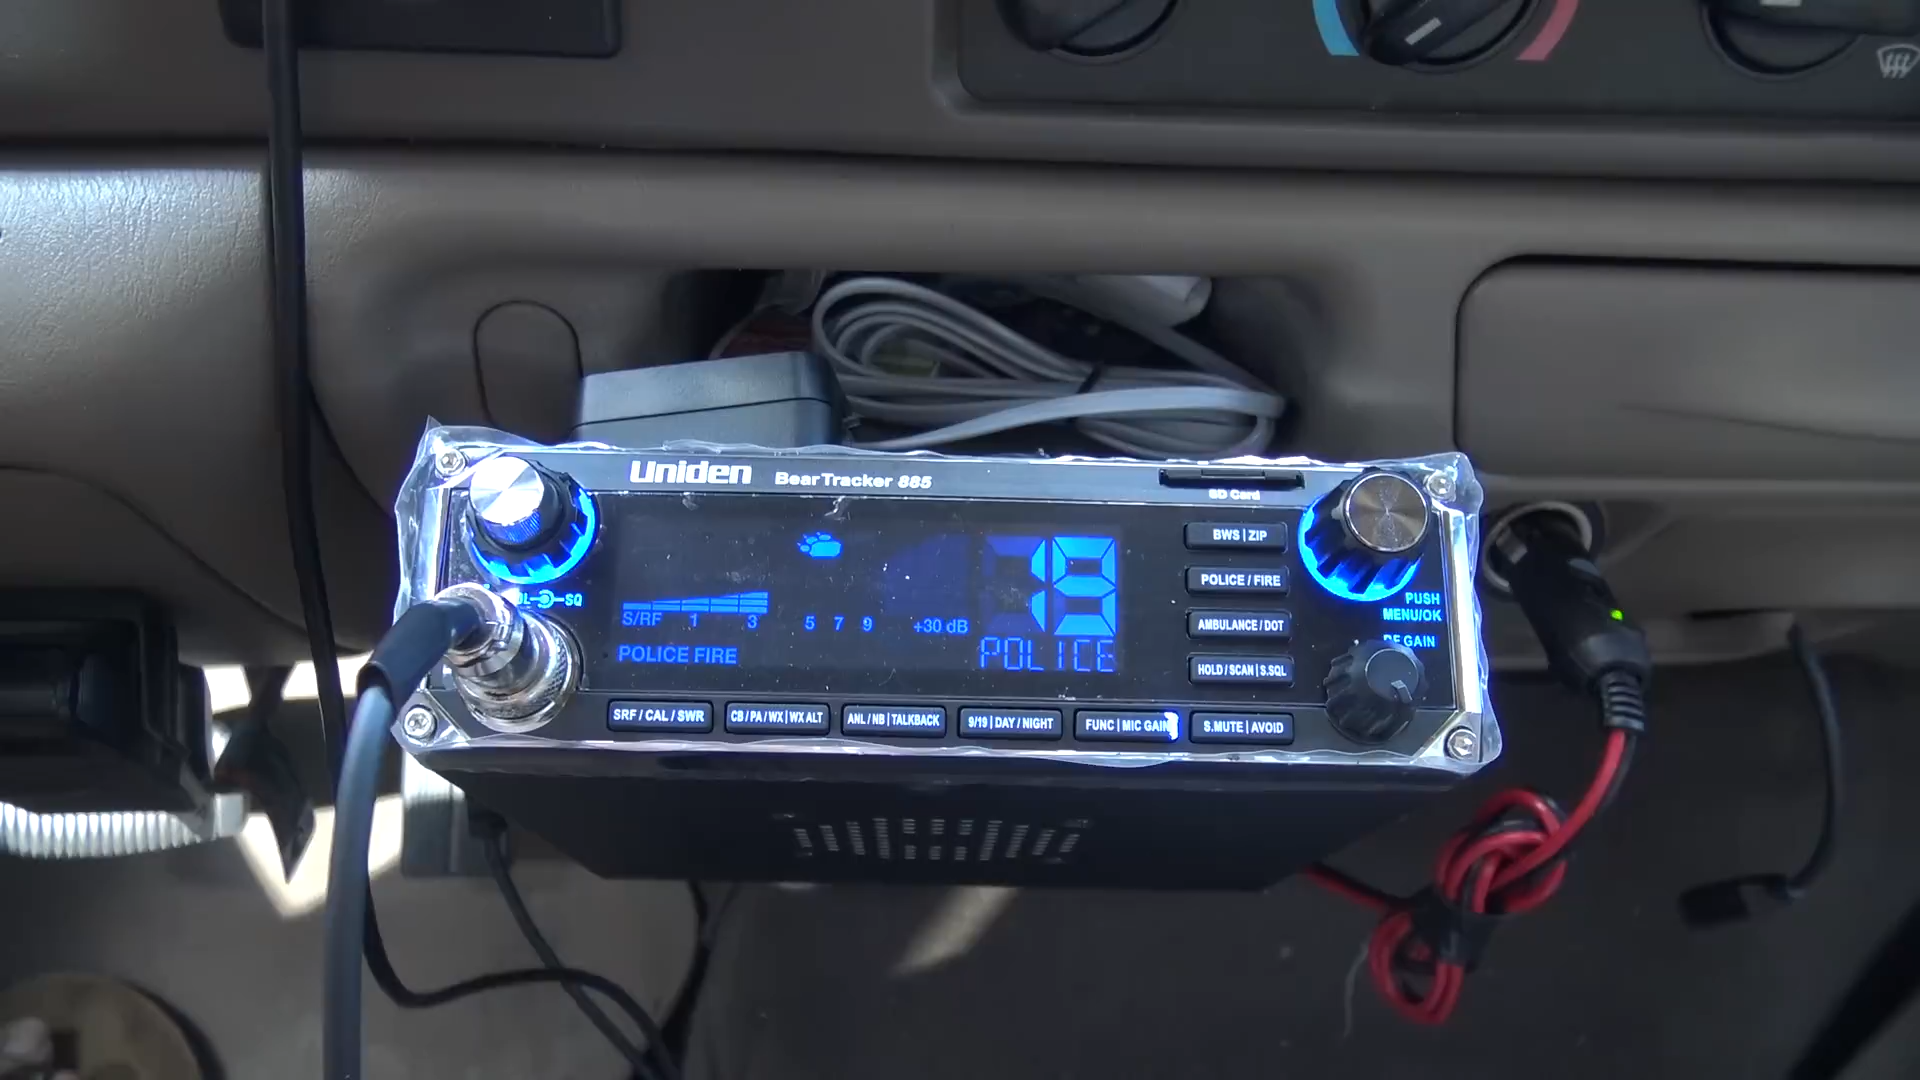 Uniden BearTracker 885
SD Card
BWS | ZIP
19
POLICE / FIRE
SQ
PUSH
MENU/OK
S/RF 1 3 5 7 9 +30 dB
AMBULANCE / DOT
GAIN
POLICE FIRE
POLICE
HOLD / SCAN | S.SQL
SRF / CAL / SWR
CB / PA / WX | WX ALT
ANL / NB | TALKBACK
9/19 | DAY / NIGHT
FUNC | MIC GAIN
S.MUTE | AVOID